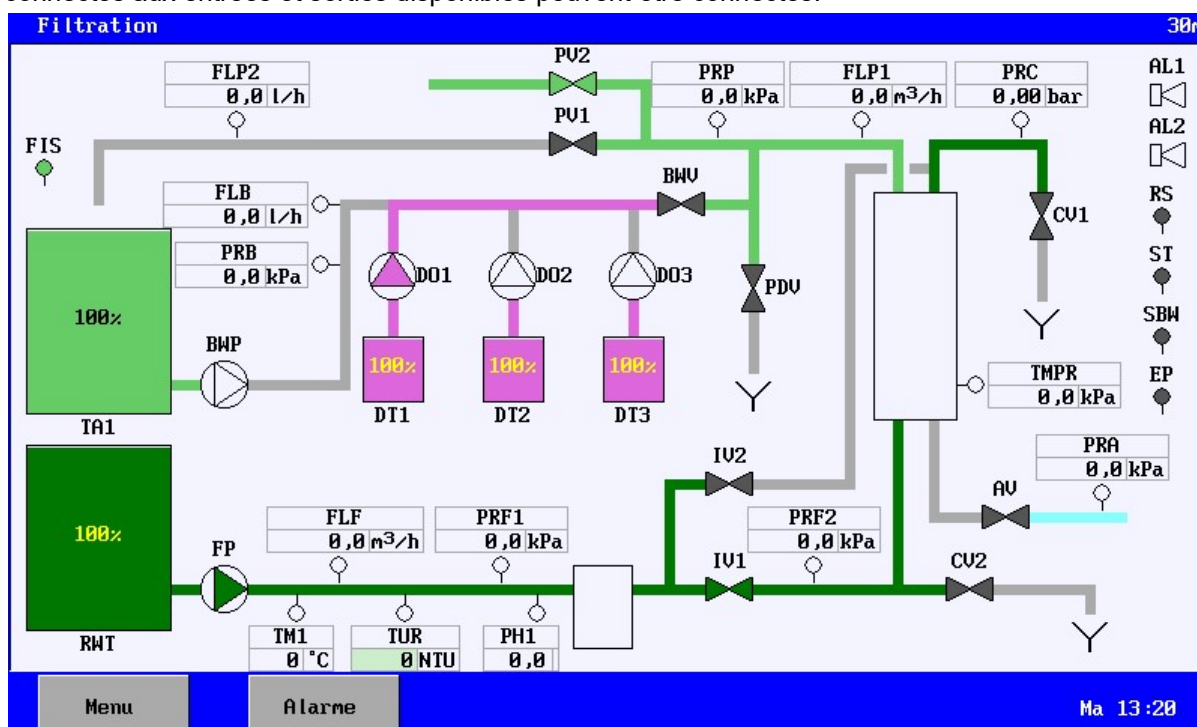 connectés aux entrées et sorties disponibles peuvent être connectés.
Filtration
PV2
FLP2
0,0 l/h
PRP
0,0 kPa
FLP1
0,0 m³/h
PRC
0,00 bar
AL1
PV1
AL2
FIS
FLB
0,0 l/h
BWV
RS
CV1
PRB
0,0 kPa
DO1
DO2
DO3
PDV
ST
100%
SBW
BWP
100%
100%
100%
TMPR
0,0 kPa
EP
DT1
DT2
DT3
TA1
PRA
0,0 kPa
IV2
AV
100%
FLF
0,0 m³/h
PRF1
0,0 kPa
PRF2
0,0 kPa
FP
IV1
CV2
RWT
TM1
0 °C
TUR
0 NTU
PH1
0,0
Menu
Alarme
Ma 13:20